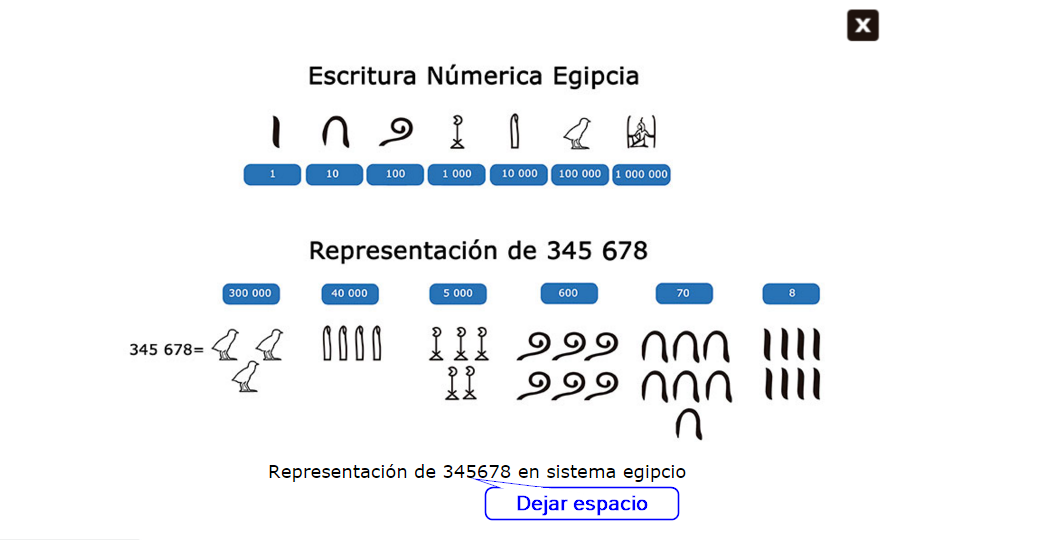 X
Escritura Númerica Egipcia
1 10 100 1 000 10 000 100 000 1 000 000
Representación de 345 678
300 000 40 000 5 000 600 70 8
345 678=
Representación de 345678 en sistema egipcio
Dejar espacio